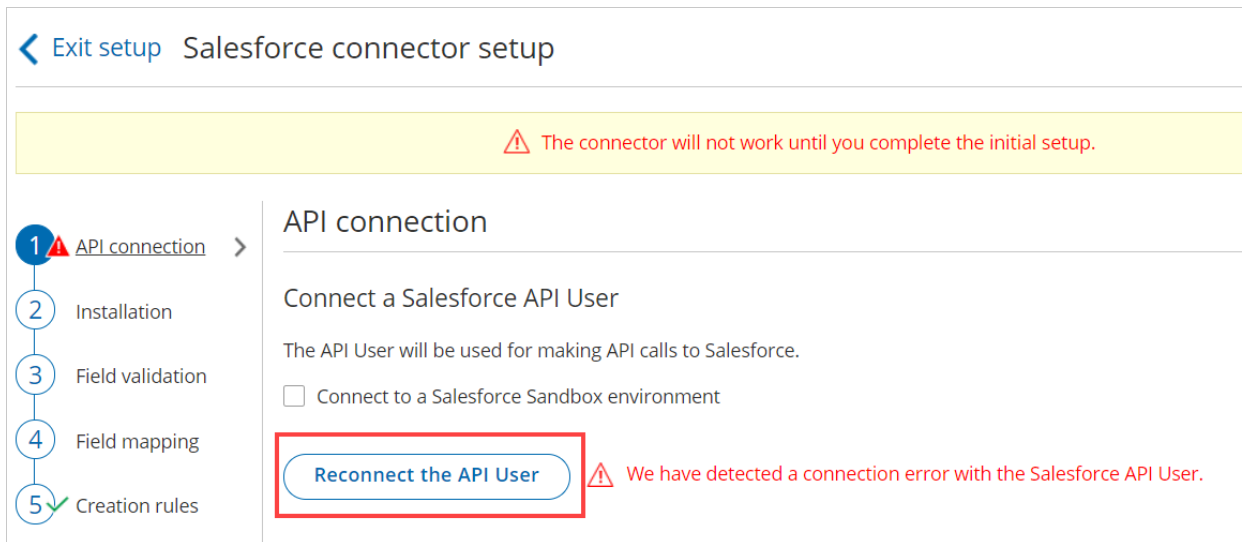 Exit setup Salesforce connector setup
The connector will not work until you complete the initial setup.
1 API connection
2 Installation
3 Field validation
4 Field mapping
5 Creation rules
API connection
Connect a Salesforce API User
The API User will be used for making API calls to Salesforce.
Connect to a Salesforce Sandbox environment
Reconnect the API User
We have detected a connection error with the Salesforce API User.